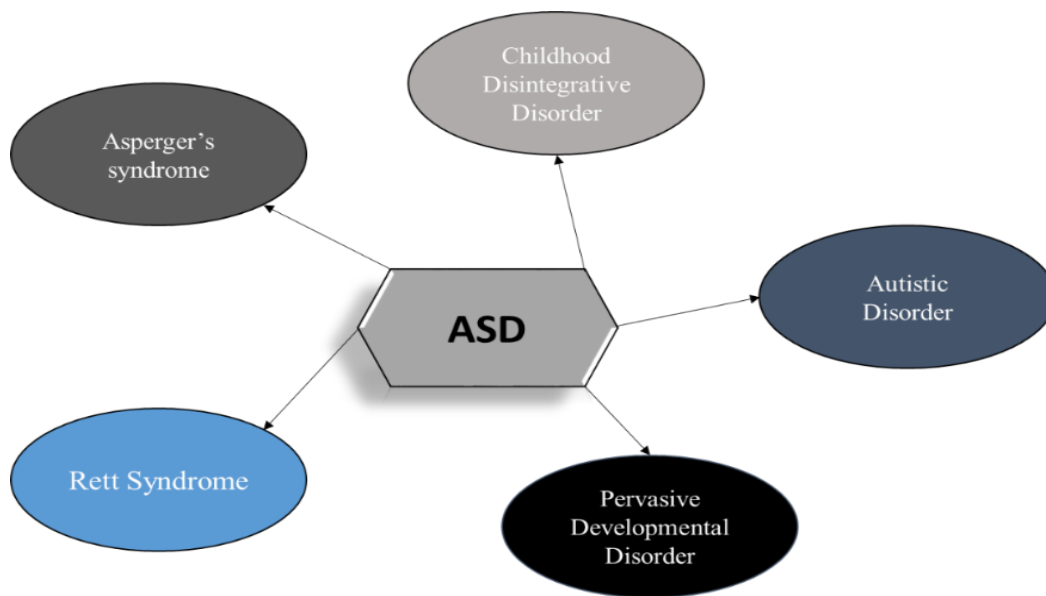 Childhood
Disintegrative
Disorder
Asperger’s
syndrome
Autistic
Disorder
ASD
Rett Syndrome
Pervasive
Developmental
Disorder